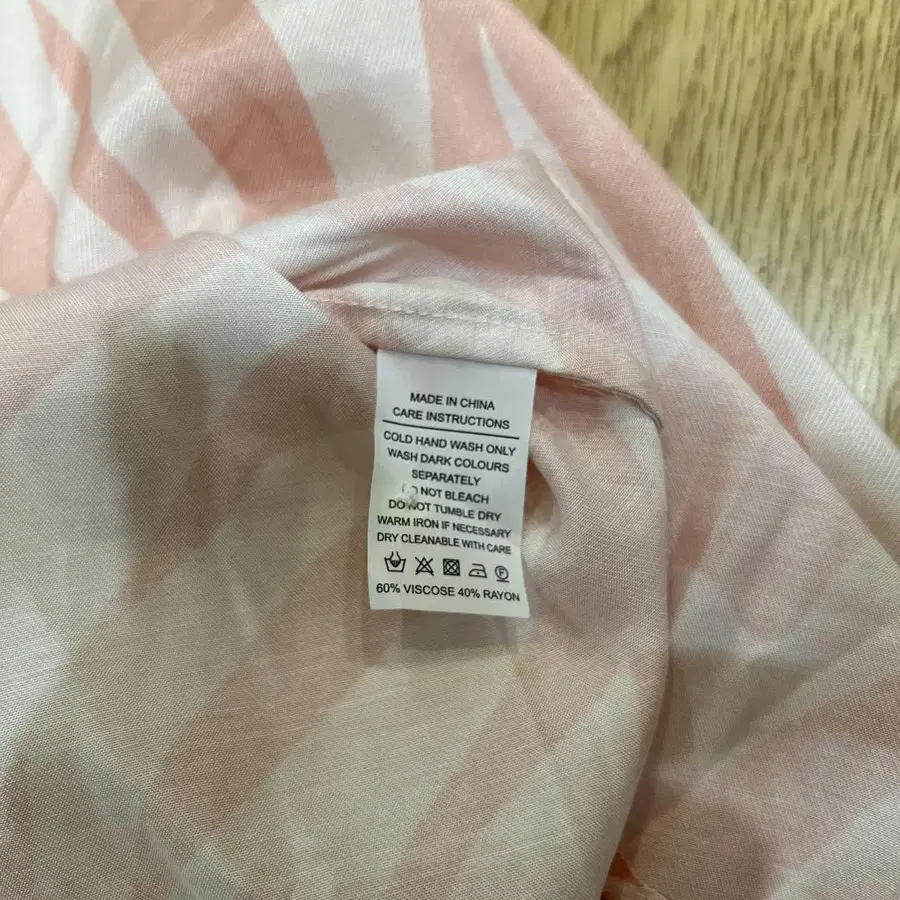 MADE IN CHINA
CARE INSTRUCTIONS
COLD HAND WASH ONLY
WASH DARK COLOURS
SEPARATELY
DO NOT BLEACH
DO NOT TUMBLE DRY
WARM IRON IF NECESSARY
DRY CLEANABLE WITH CARE
F
60% VISCOSE 40% RAYON